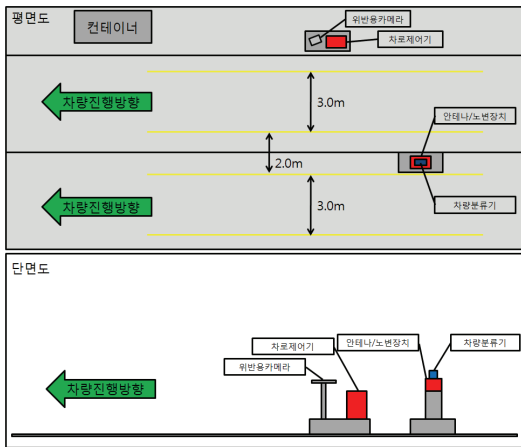 평면도
컨테이너
위반용카메라
차로제어기
차량진행방향
3.0m
안테나/노변장치
2.0m
차량진행방향
3.0m
차량분류기
단면도
차로제어기
안테나/노변장치
차량분류기
위반용카메라
차량진행방향